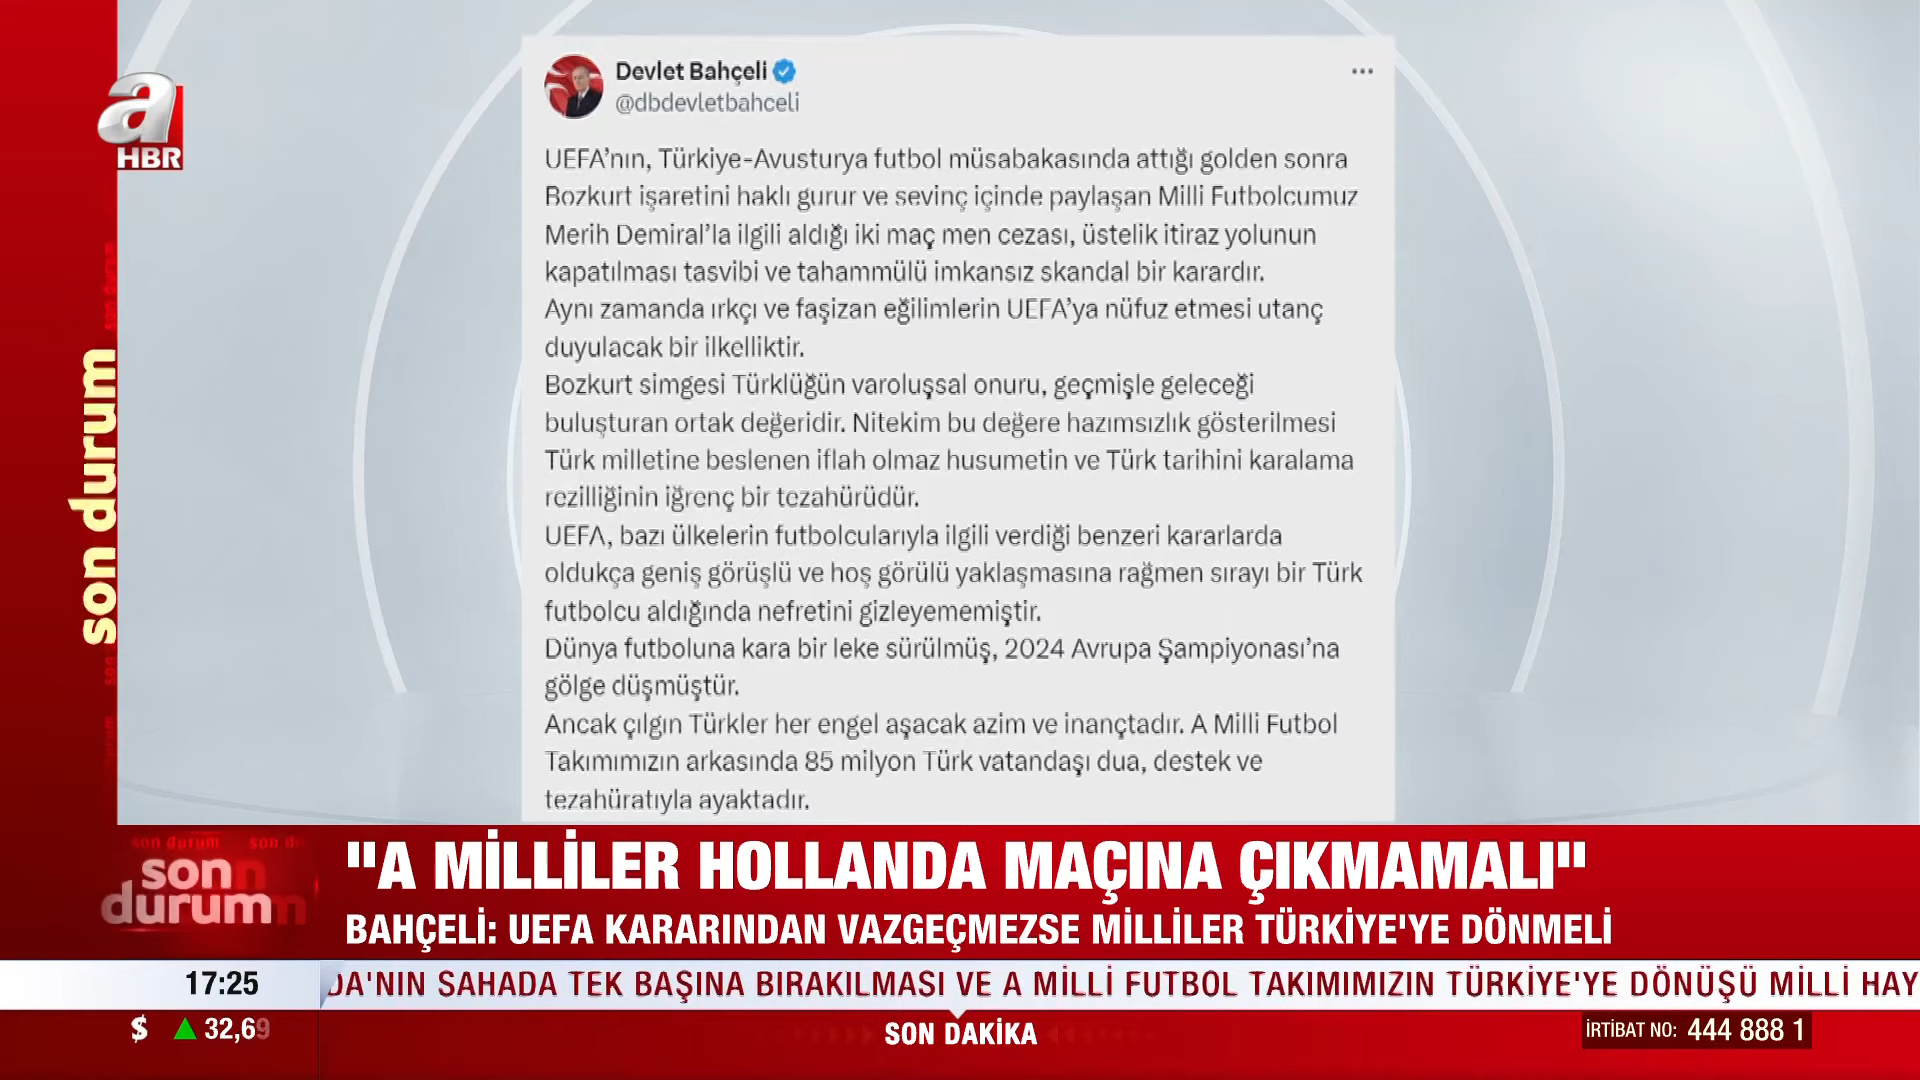 a
HBR
son durum
Devlet Bahçeli
@dbdevletbahceli
UEFA'nın, Türkiye-Avusturya futbol müsabakasında attığı golden sonra
Bozkurt işaretini haklı gurur ve sevinç içinde paylaşan Milli Futbolcumuz
Merih Demiral'la ilgili aldığı iki maç men cezası, üstelik itiraz yolunun
kapatılması tasvibi ve tahammülü imkansız skandal bir karardır.
Aynı zamanda ırkçı ve faşizan eğilimlerin UEFA'ya nüfuz etmesi utanç
duyulacak bir ilkelliktir.
Bozkurt simgesi Türklüğün varoluşsal onuru, geçmişle geleceği
buluşturan ortak değeridir. Nitekim bu değere hazımsızlık gösterilmesi
Türk milletine beslenen iflah olmaz husumetin ve Türk tarihini karalama
rezilliğinin iğrenç bir tezahürüdür.
UEFA, bazı ülkelerin futbolcularıyla ilgili verdiği benzeri kararlarda
oldukça geniş görüşlü ve hoş görülü yaklaşmasına rağmen sırayı bir Türk
futbolcu aldığında nefretini gizleyememiştir.
Dünya futboluna kara bir leke sürülmüş, 2024 Avrupa Şampiyonası'na
gölge düşmüştür.
Ancak çılgın Türkler her engel aşacak azim ve inançtadır. A Milli Futbol
Takımımızın arkasında 85 milyon Türk vatandaşı dua, destek ve
tezahüratıyla ayaktadır.
son durum
"A MİLLİLER HOLLANDA MAÇINA ÇIKMAMALI"
BAHÇELİ: UEFA KARARINDAN VAZGEÇMEZSE MİLLİLER TÜRKİYE'YE DÖNMELİ
17:25
DA'NIN SAHADA TEK BAŞINA BIRAKILMASI VE A MİLLİ FUTBOL TAKIMIMIZIN TÜRKİYE'YE DÖNÜŞÜ MİLLİ HAY
$ 32,69
SON DAKİKA
İRTİBAT NO: 444 888 1